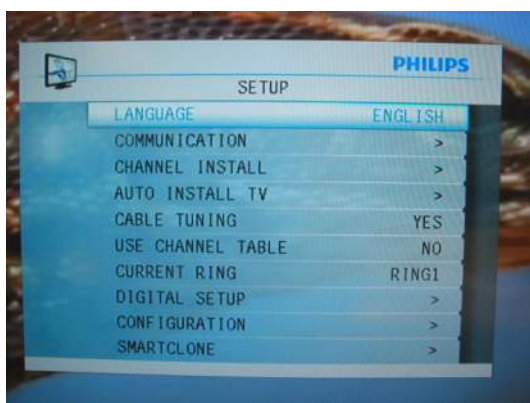 PHILIPS
SETUP
LANGUAGE ENGLISH
COMMUNICATION >
CHANNEL INSTALL >
AUTO INSTALL TV >
CABLE TUNING YES
USE CHANNEL TABLE NO
CURRENT RING RING1
DIGITAL SETUP >
CONFIGURATION >
SMARTCLONE >